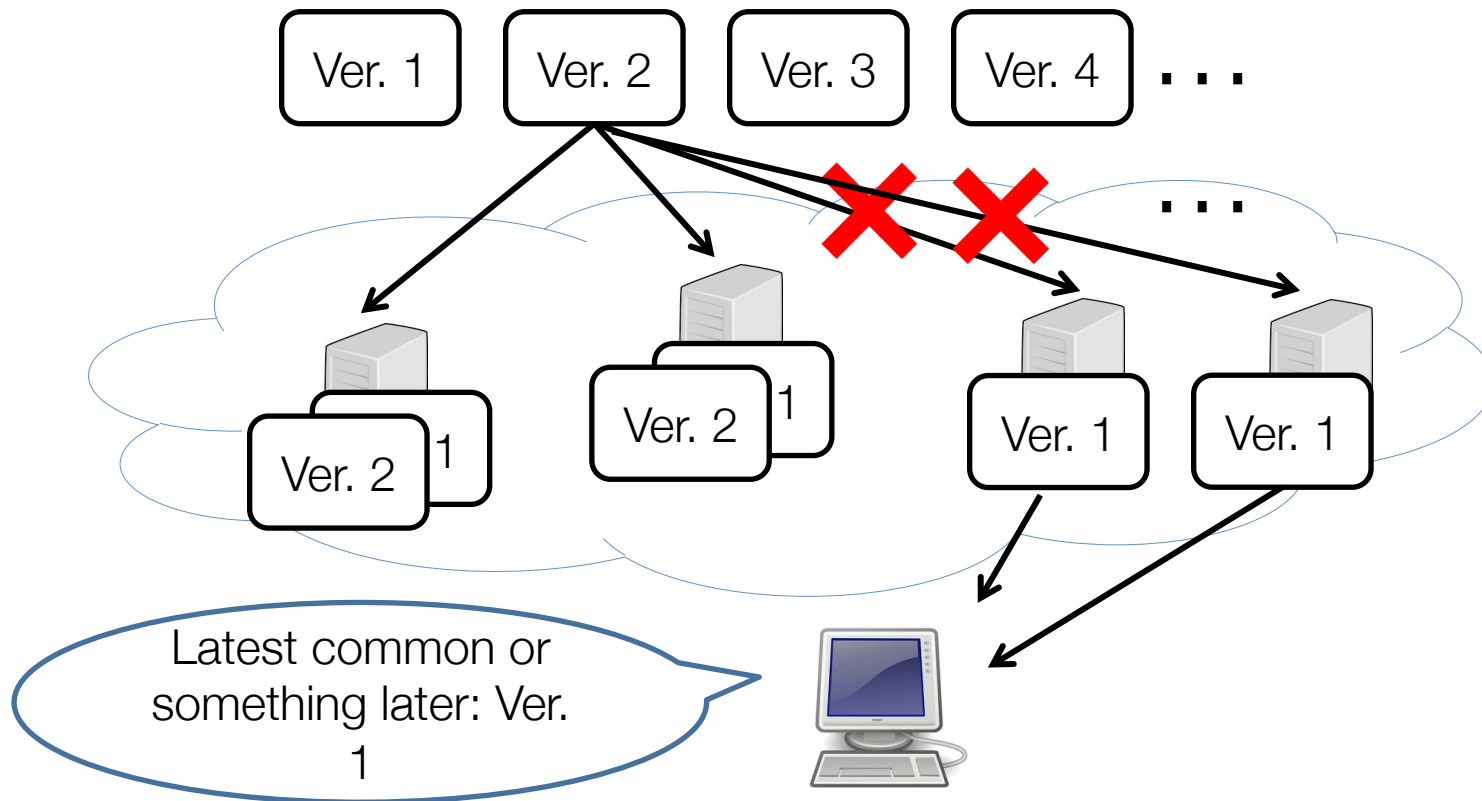 Ver. 1
Ver. 2
Ver. 3
Ver. 4
. . .
. . .
Ver. 2
1
Ver. 2
1
Ver. 1
Ver. 1
Latest common or
something later: Ver.
1